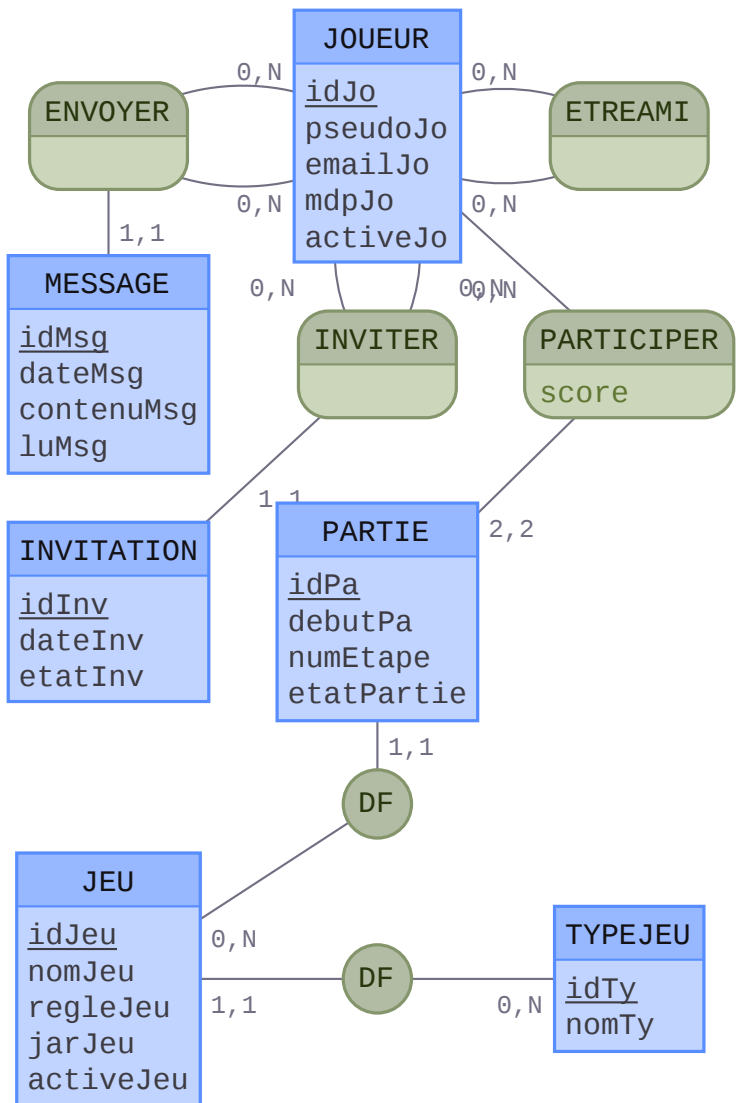 JOUEUR
idJo
pseudoJo
emailJo
mdpJo
activeJo
0,N
0,N
ENVOYER
ETREAMI
0,N
0,N
1,1
MESSAGE
idMsg
dateMsg
contenuMsg
luMsg
0,N
0,N
0,N
INVITER
PARTICIPER
score
1,1
2,2
INVITATION
idInv
dateInv
etatInv
PARTIE
idPa
debutPa
numEtape
etatPartie
1,1
DF
JEU
idJeu
nomJeu
regleJeu
jarJeu
activeJeu
0,N
1,1
DF
0,N
TYPEJEU
idTy
nomTy